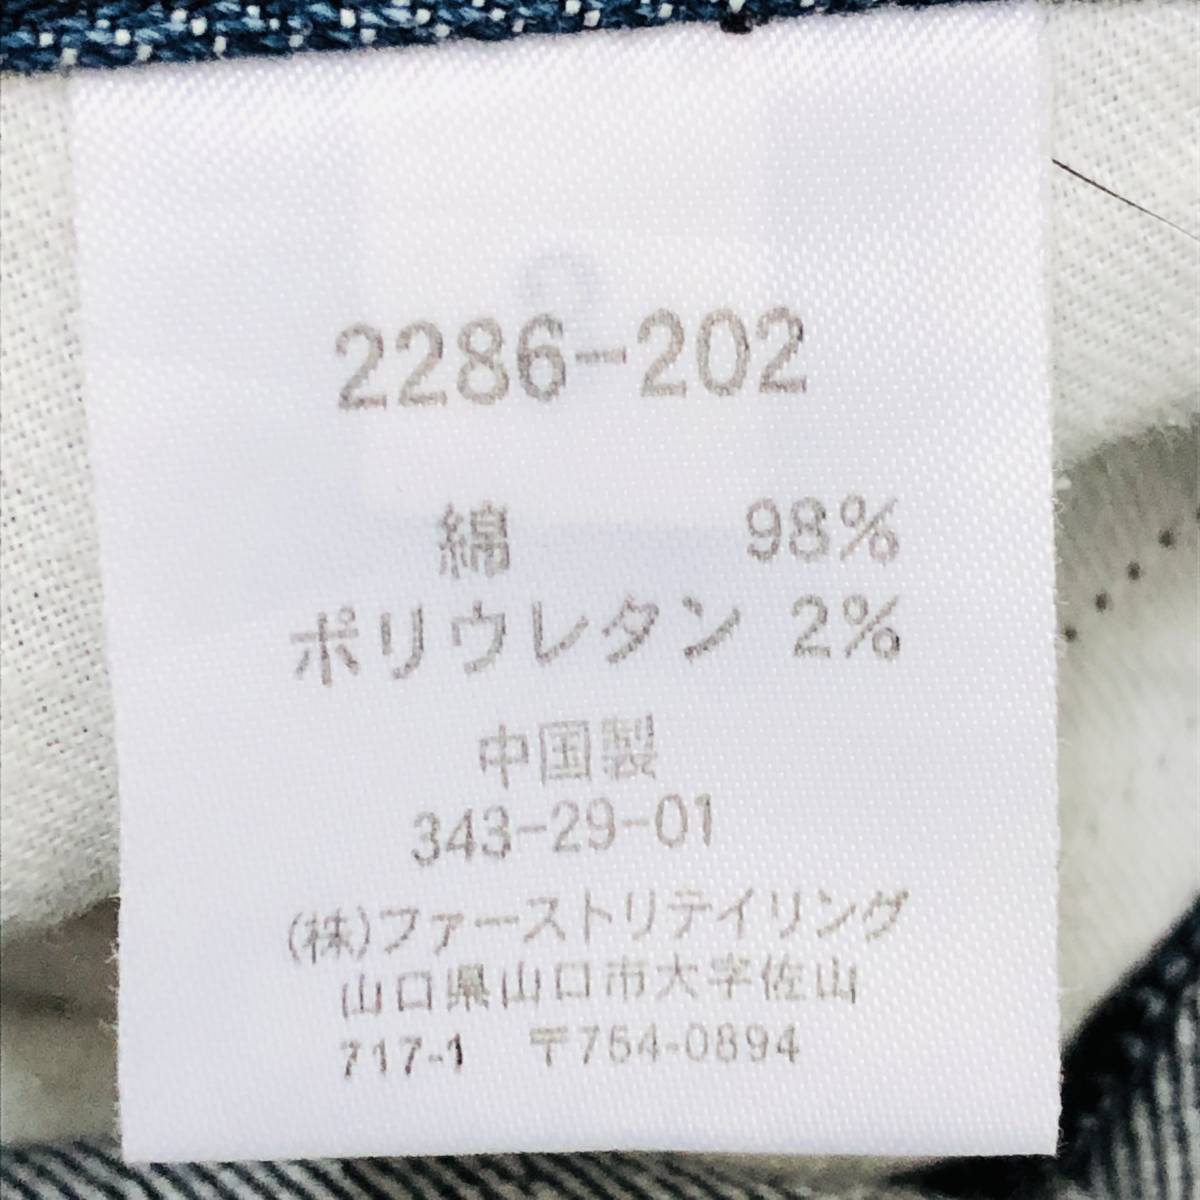 2286-202
綿 98%
ポリウレタン 2%
中国製
343-29-01
(株)ファーストリテイリング
山口県山口市大字佐山
717-1 〒754-0894